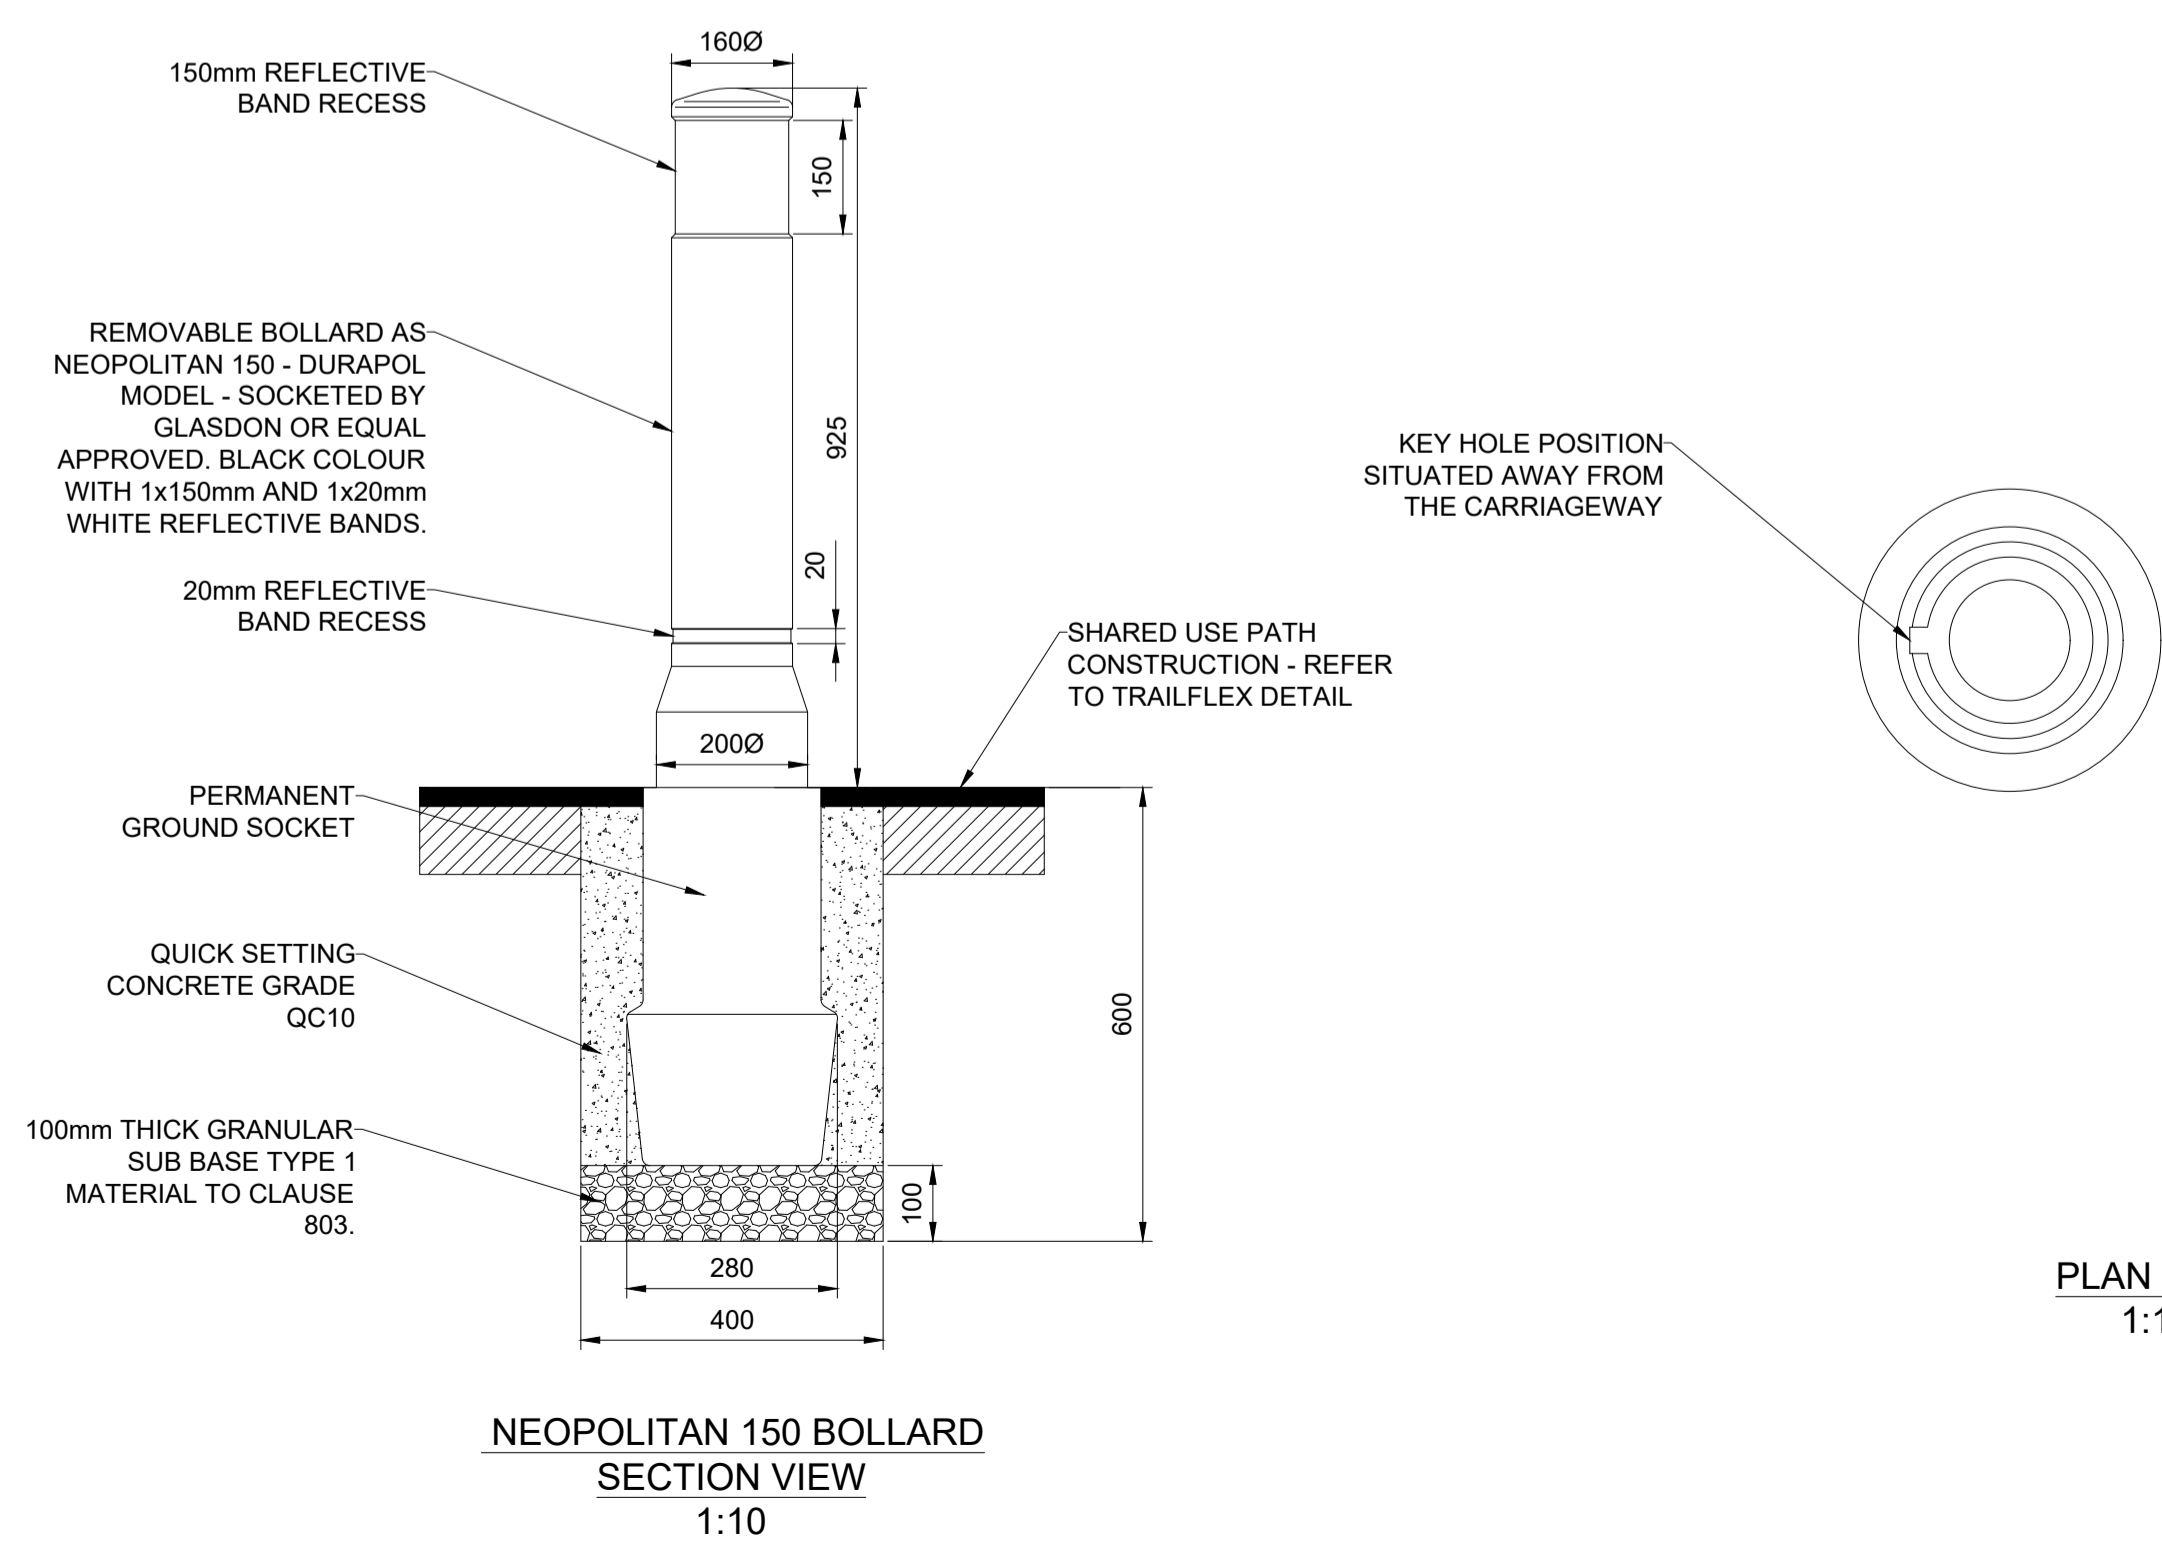 160Ø
150mm REFLECTIVE
BAND RECESS
150
REMOVABLE BOLLARD AS
NEOPOLITAN 150 - DURAPOL
MODEL - SOCKETED BY
GLASDON OR EQUAL
APPROVED. BLACK COLOUR
WITH 1x150mm AND 1x20mm
WHITE REFLECTIVE BANDS.
925
20mm REFLECTIVE
BAND RECESS
20
SHARED USE PATH
CONSTRUCTION - REFER
TO TRAILFLEX DETAIL
200Ø
PERMANENT
GROUND SOCKET
QUICK SETTING
CONCRETE GRADE
QC10
600
100mm THICK GRANULAR
SUB BASE TYPE 1
MATERIAL TO CLAUSE
803.
100
280
400
NEOPOLITAN 150 BOLLARD
SECTION VIEW
1:10
KEY HOLE POSITION
SITUATED AWAY FROM
THE CARRIAGEWAY
PLAN
1:1